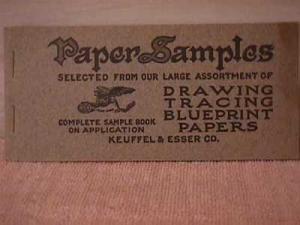 Paper Samples
SELECTED FROM OUR LARGE ASSORTMENT OF
DRAWING
TRACING
BLUEPRINT
PAPERS
COMPLETE SAMPLE BOOK
ON APPLICATION
KEUFFEL & ESSER CO.